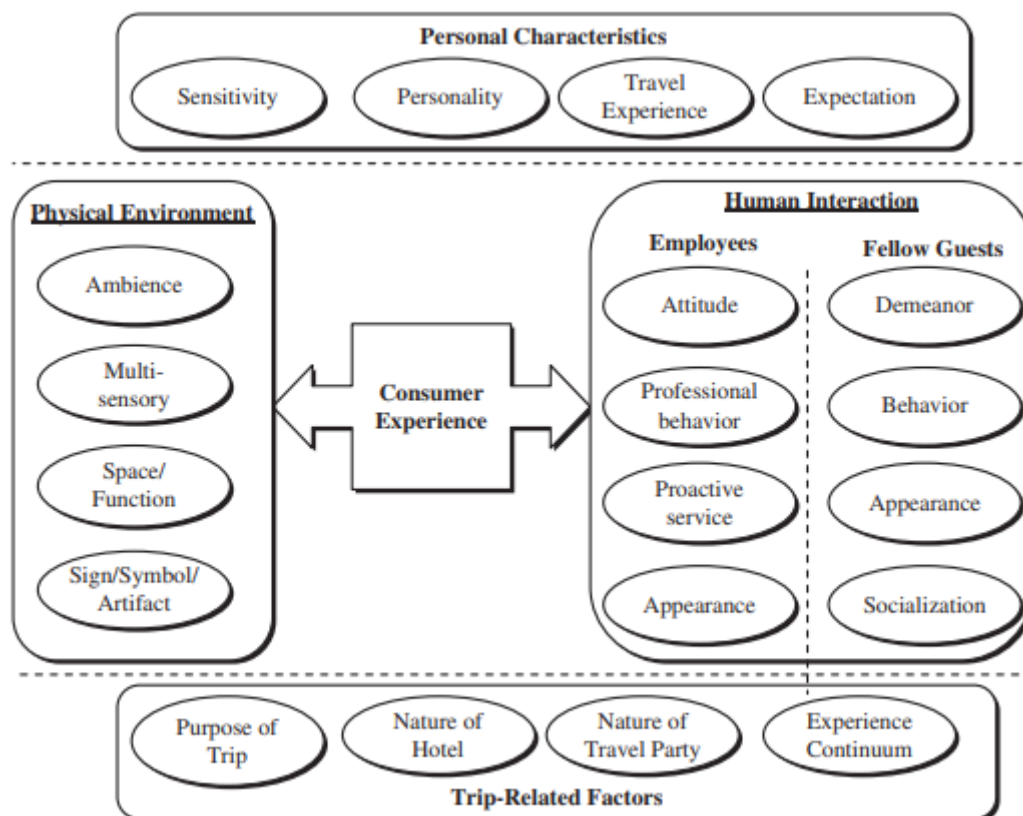 Personal Characteristics
Sensitivity
Personality
Travel
Experience
Expectation
Physical Environment
Ambience
Multi-
sensory
Space/
Function
Sign/Symbol/
Artifact
Consumer
Experience
Human Interaction
Employees
Attitude
Professional
behavior
Proactive
service
Appearance
Fellow Guests
Demeanor
Behavior
Appearance
Socialization
Purpose of
Trip
Nature of
Hotel
Nature of
Travel Party
Experience
Continuum
Trip-Related Factors